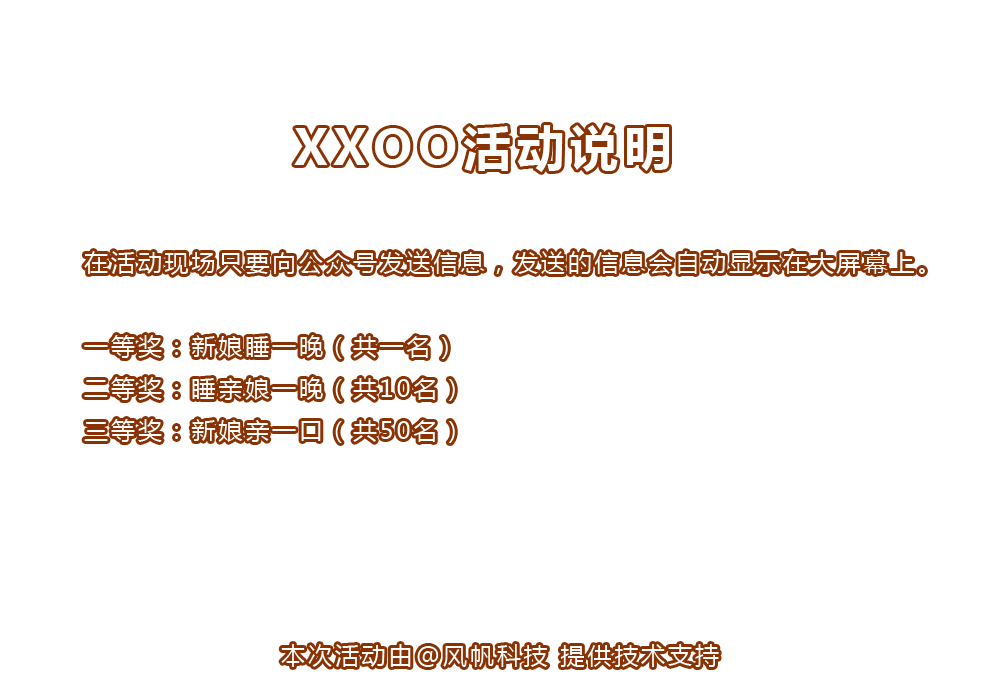 XXOO活动说明
在活动现场只要向公众号发送信息，发送的信息会自动显示在大屏幕上。
一等奖：新娘睡一晚（共一名）
二等奖：睡亲娘一晚（共10名）
三等奖：新娘亲一口（共50名）
本次活动由@风帆科技 提供技术支持